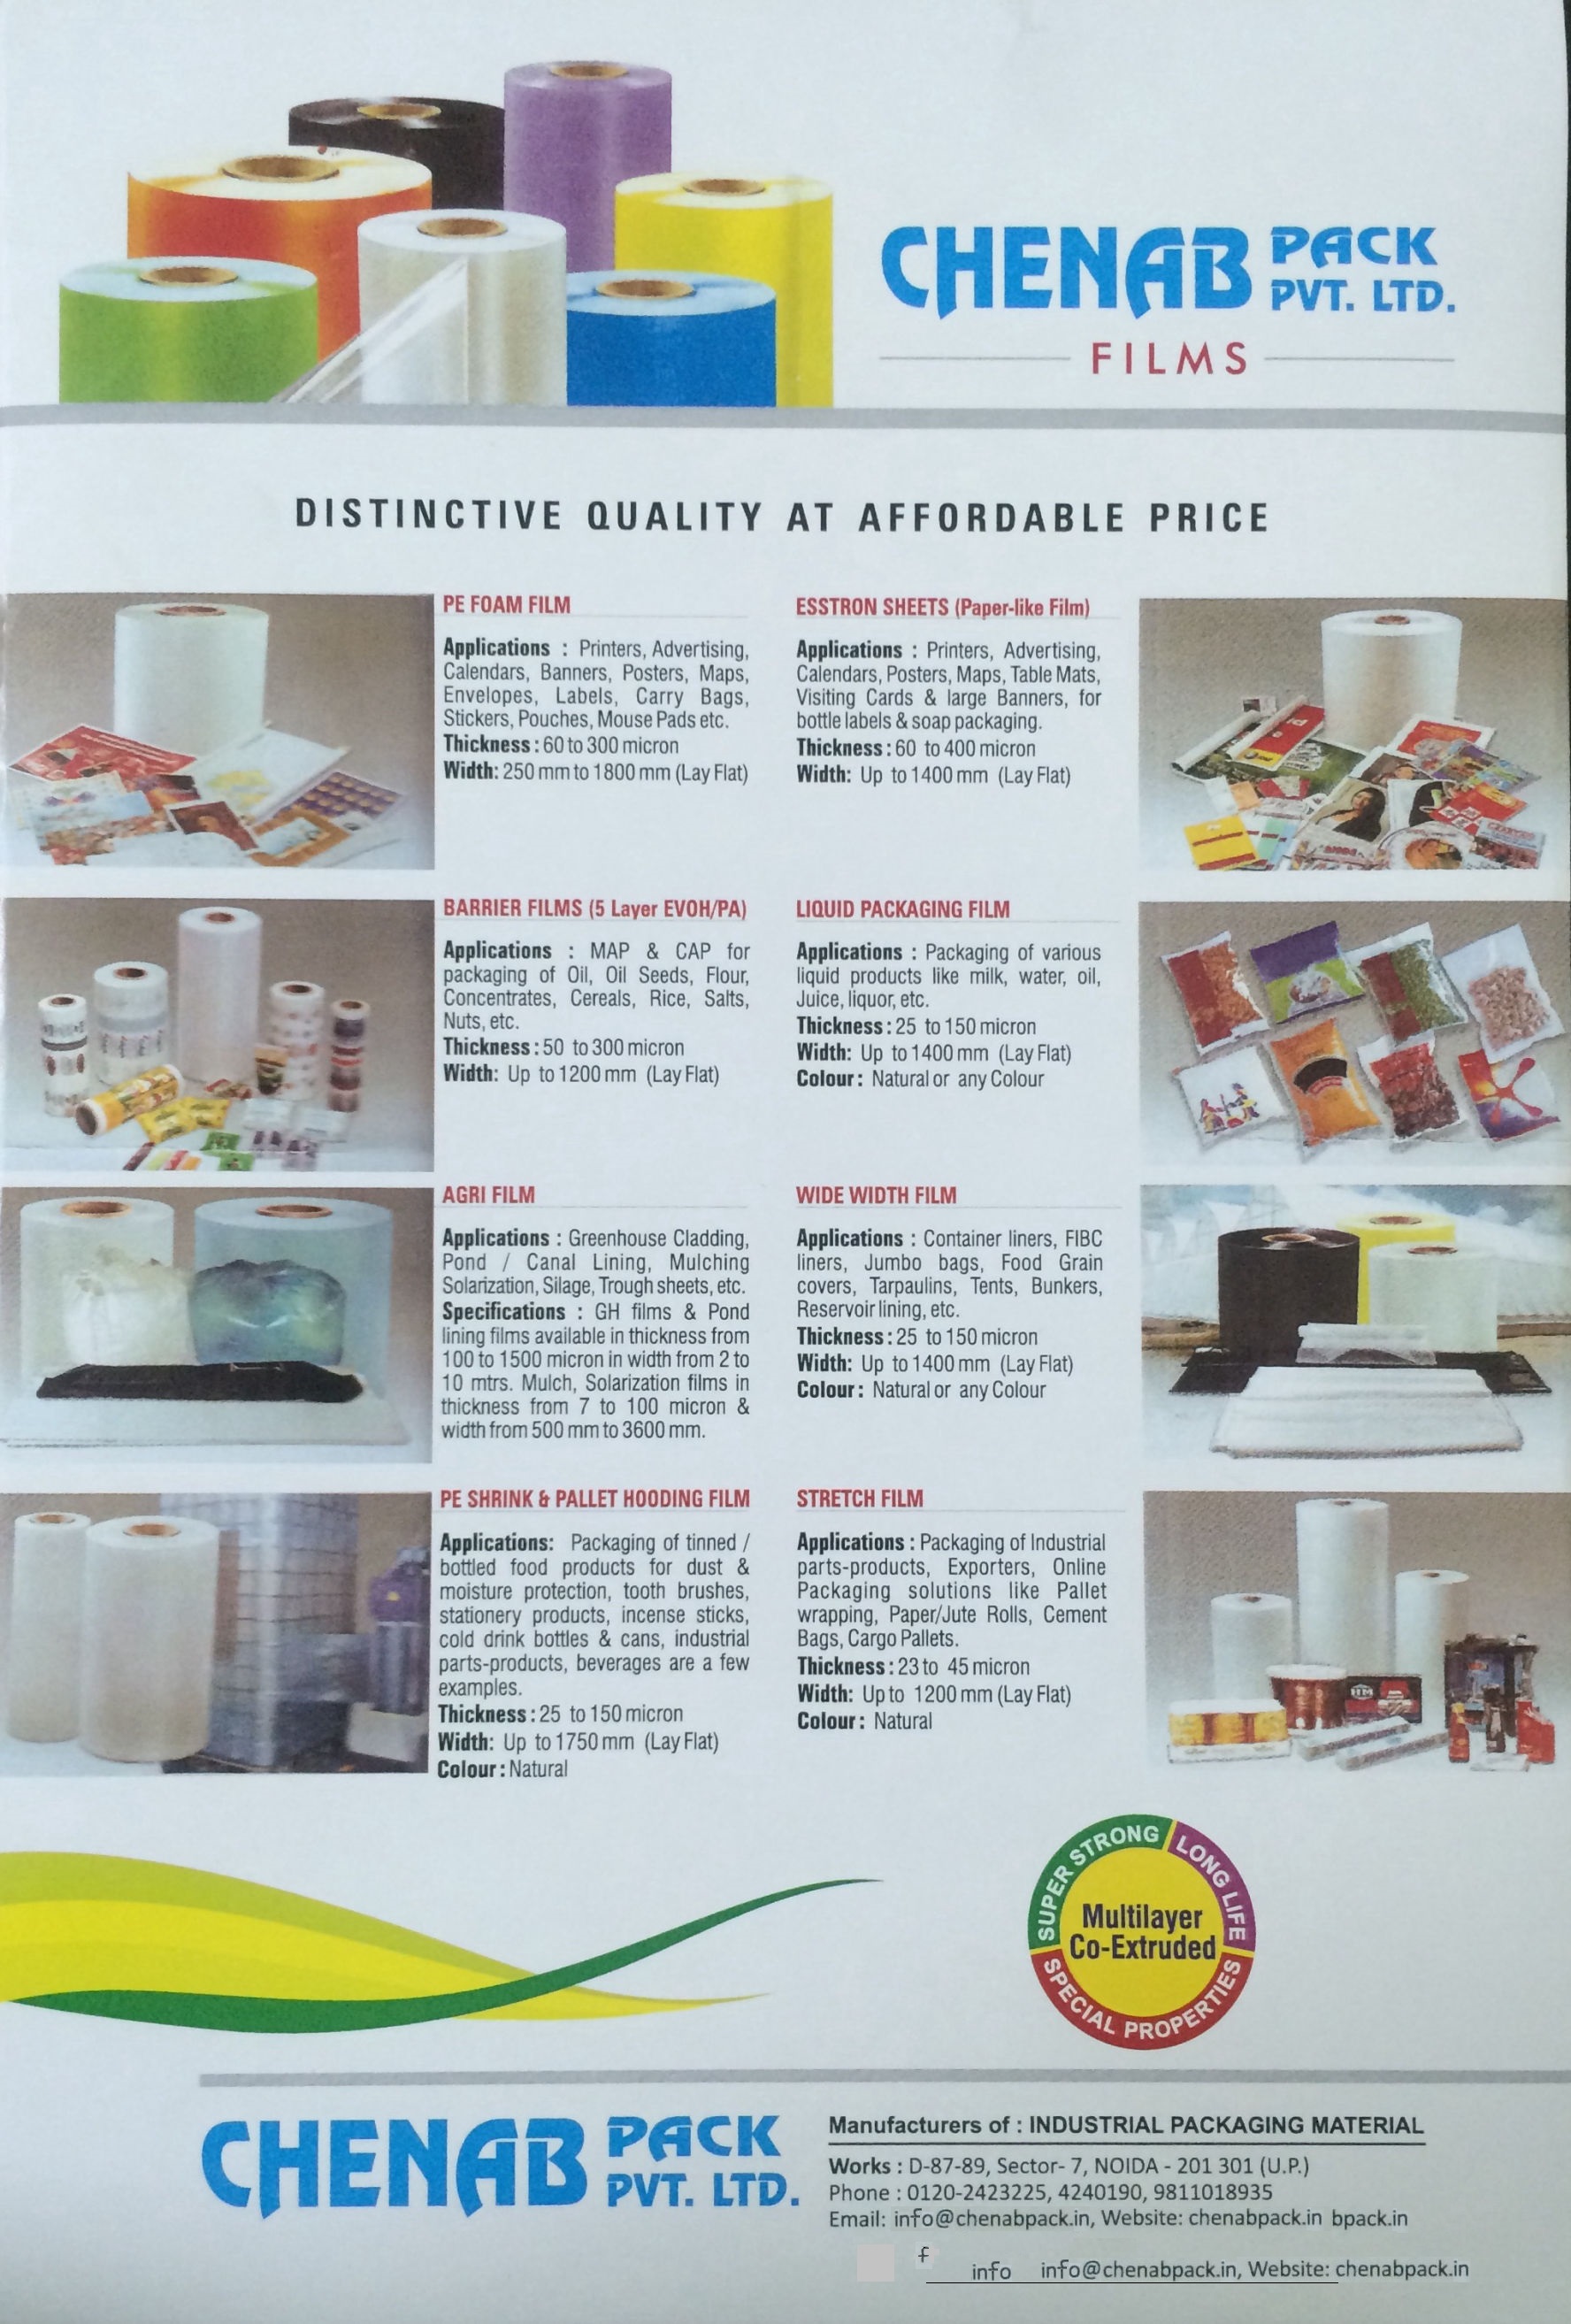 CHENAB PACK
PVT. LTD.
FILMS
DISTINCTIVE QUALITY AT AFFORDABLE PRICE
PE FOAM FILM
Applications : Printers, Advertising,
Calendars, Banners, Posters, Maps,
Envelopes, Labels, Carry Bags,
Stickers, Pouches, Mouse Pads etc.
Thickness : 60 to 300 micron
Width: 250 mm to 1800 mm (Lay Flat)
ESSTRON SHEETS (Paper-like Film)
Applications : Printers, Advertising,
Calendars, Posters, Maps, Table Mats,
Visiting Cards & large Banners, for
bottle labels & soap packaging.
Thickness : 60 to 400 micron
Width: Up to 1400 mm (Lay Flat)
BARRIER FILMS (5 Layer EVOH/PA)
Applications : MAP & CAP for
packaging of Oil, Oil Seeds, Flour,
Concentrates, Cereals, Rice, Salts,
Nuts, etc.
Thickness : 50 to 300 micron
Width: Up to 1200 mm (Lay Flat)
LIQUID PACKAGING FILM
Applications : Packaging of various
liquid products like milk, water, oil,
Juice, liquor, etc.
Thickness : 25 to 150 micron
Width: Up to 1400 mm (Lay Flat)
Colour : Natural or any Colour
AGRI FILM
Applications : Greenhouse Cladding,
Pond / Canal Lining, Mulching
Solarization, Silage, Trough sheets, etc.
Specifications : GH films & Pond
lining films available in thickness from
100 to 1500 micron in width from 2 to
10 mtrs. Mulch, Solarization films in
thickness from 7 to 100 micron &
width from 500 mm to 3600 mm.
WIDE WIDTH FILM
Applications : Container liners, FIBC
liners, Jumbo bags, Food Grain
covers, Tarpaulins, Tents, Bunkers,
Reservoir lining, etc.
Thickness : 25 to 150 micron
Width: Up to 1400 mm (Lay Flat)
Colour : Natural or any Colour
PE SHRINK & PALLET HOODING FILM
Applications: Packaging of tinned /
bottled food products for dust &
moisture protection, tooth brushes,
stationery products, incense sticks,
cold drink bottles & cans, industrial
parts-products, beverages are a few
examples.
Thickness : 25 to 150 micron
Width: Up to 1750 mm (Lay Flat)
Colour : Natural
STRETCH FILM
Applications : Packaging of Industrial
parts-products, Exporters, Online
Packaging solutions like Pallet
wrapping, Paper/Jute Rolls, Cement
Bags, Cargo Pallets.
Thickness : 23 to 45 micron
Width: Up to 1200 mm (Lay Flat)
Colour : Natural
SUPER STRONG
LONG LIFE
Multilayer
Co-Extruded
SPECIAL PROPERTIES
CHENAB PACK
PVT. LTD.
Manufacturers of : INDUSTRIAL PACKAGING MATERIAL
Works : D-87-89, Sector- 7, NOIDA - 201 301 (U.P.)
Phone : 0120-2423225, 4240190, 9811018935
Email: info@chenabpack.in, Website: chenabpack.in bpack.in
f
info info@chenabpack.in, Website: chenabpack.in